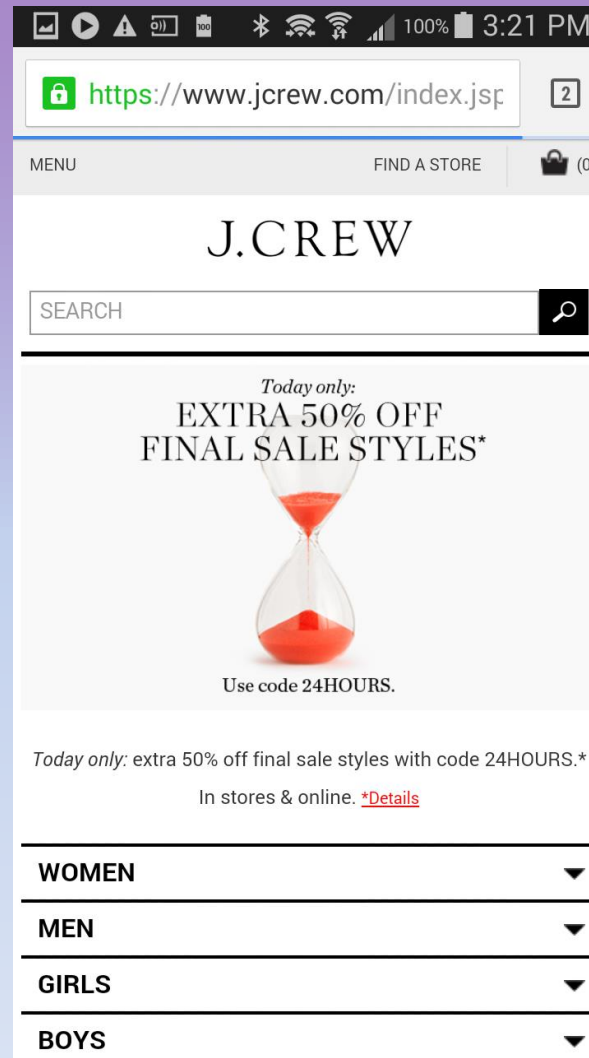 100
100% 3:21 PM
https://www.jcrew.com/index.jsp
2
MENU FIND A STORE (0
J.CREW
SEARCH
Today only:
EXTRA 50% OFF
FINAL SALE STYLES*
Use code 24HOURS.
Today only: extra 50% off final sale styles with code 24HOURS.*
In stores & online. *Details
WOMEN
MEN
GIRLS
BOYS